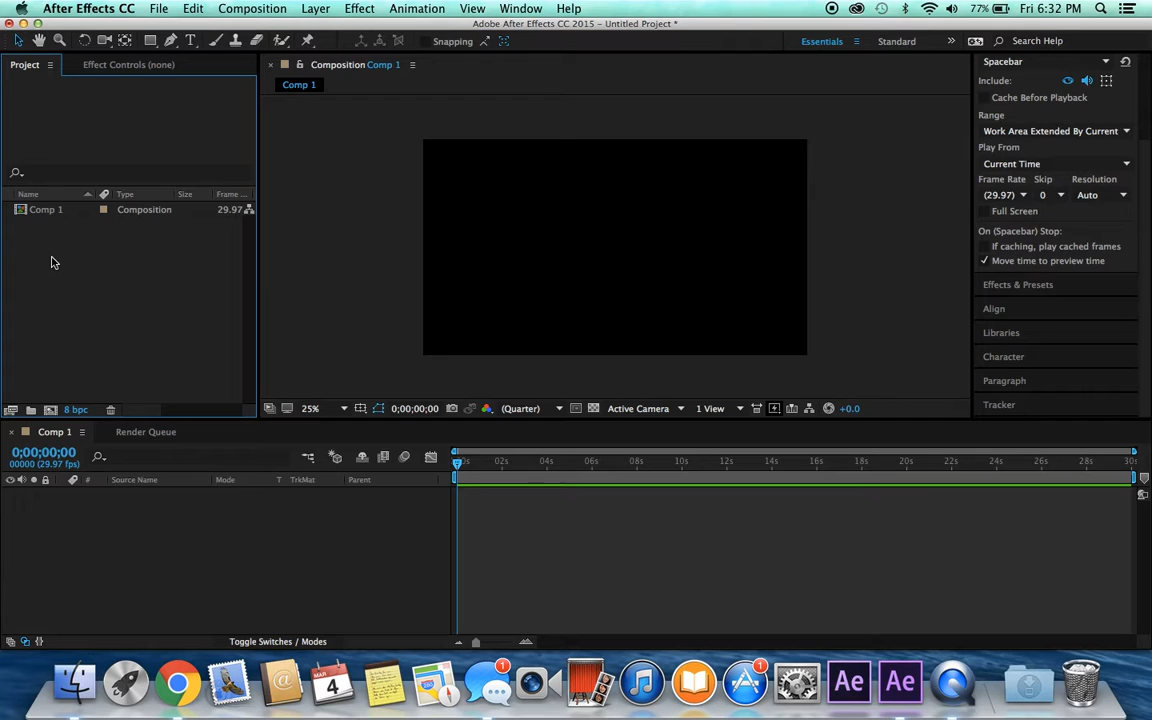 After Effects CC File Edit Composition Layer Effect Animation View Window Help 77% Fri 6:32 PM
Adobe After Effects CC 2015 - Untitled Project *
T Snapping Essentials Standard » Search Help
Project Effect Controls (none) × Composition Comp 1 Spacebar
Comp 1 Include:
Cache Before Playback
Range
Work Area Extended By Current
Play From
Current Time
Frame Rate Skip Resolution
(29.97) 0 Auto
Name Type Size Frame ...
Comp 1 Composition 29.97
Full Screen
On (Spacebar) Stop:
If caching, play cached frames
Move time to preview time
Effects & Presets
Align
Libraries
Character
Paragraph
Tracker
8 bpc 25% 0;00;00;00 (Quarter) Active Camera 1 View +0.0
× Comp 1 Render Queue
0;00;00;00
00000 (29.97 fps)
02s 04s 06s 08s 10s 12s 14s 16s 18s 20s 22s 24s 26s 28s
# Source Name Mode T TrkMat Parent
Toggle Switches / Modes
1 1
MAR
4
Ae Ae